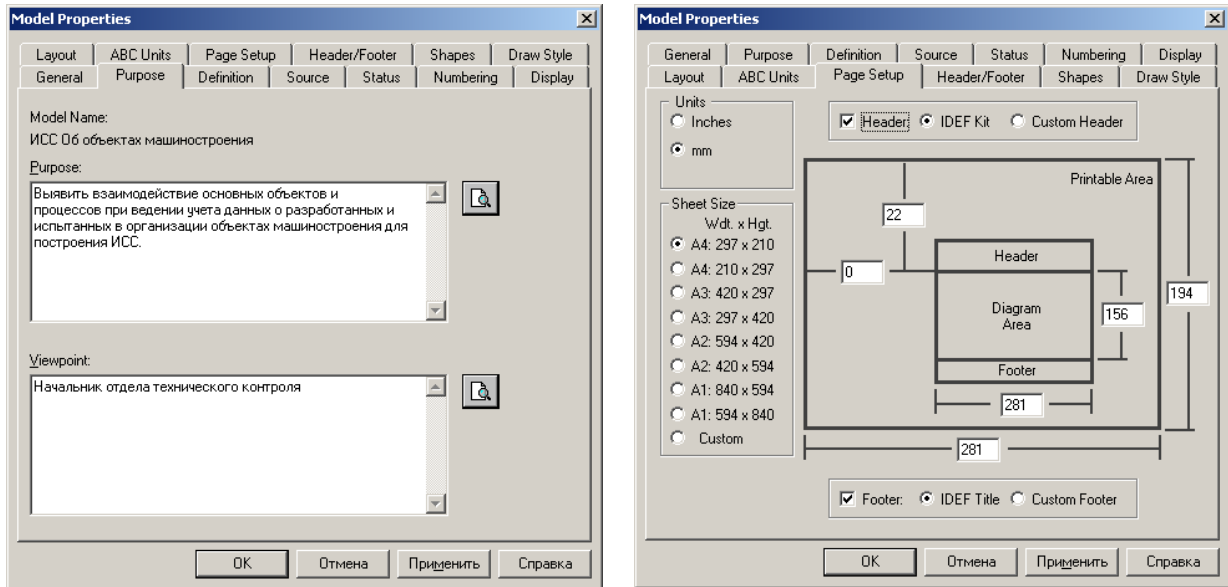 Model Properties
Layout ABC Units Page Setup Header/Footer Shapes Draw Style
General Purpose Definition Source Status Numbering Display
Model Name:
ИСС Об объектах машиностроения
Purpose:
Выявить взаимодействие основных объектов и
процессов при ведении учета данных о разработанных и
испытанных в организации объектах машиностроения для
построения ИСС.
Viewpoint:
Начальник отдела технического контроля
OK Отмена Применить Справка
Model Properties
General Purpose Definition Source Status Numbering Display
Layout ABC Units Page Setup Header/Footer Shapes Draw Style
Units
Inches
mm
Header: IDEF Kit Custom Header
Sheet Size
Wdt. x Hgt.
A4: 297 x 210
A4: 210 x 297
A3: 420 x 297
A3: 297 x 420
A2: 594 x 420
A2: 420 x 594
A1: 840 x 594
A1: 594 x 840
Custom
Printable Area
22
Header
0
194
Diagram
Area
156
Footer
281
281
Footer: IDEF Title Custom Footer
OK Отмена Применить Справка